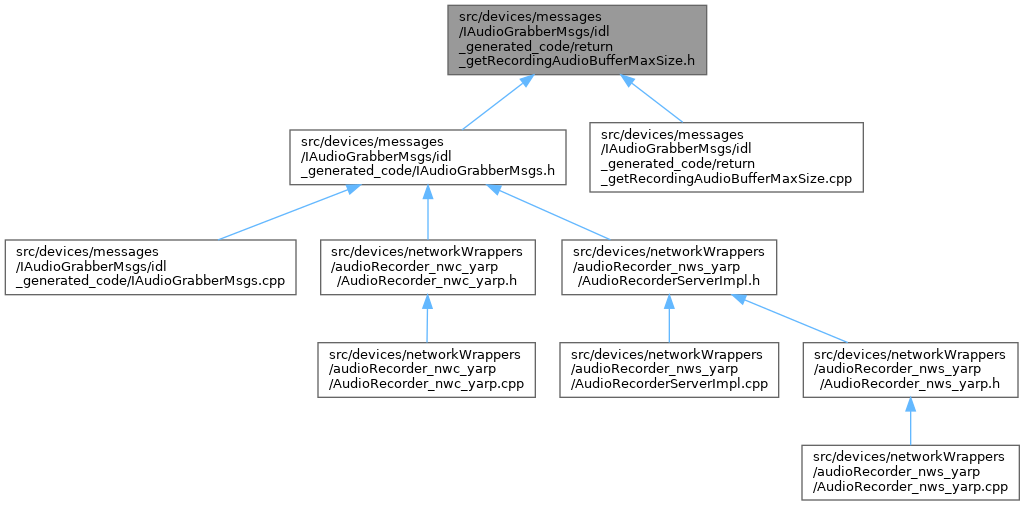 src/devices/messages
/IAudioGrabberMsgs/idl
_generated_code/return
_getRecordingAudioBufferMaxSize.h
src/devices/messages
/IAudioGrabberMsgs/idl
_generated_code/IAudioGrabberMsgs.h
src/devices/messages
/IAudioGrabberMsgs/idl
_generated_code/return
_getRecordingAudioBufferMaxSize.cpp
src/devices/messages
/IAudioGrabberMsgs/idl
_generated_code/IAudioGrabberMsgs.cpp
src/devices/networkWrappers
/audioRecorder_nwc_yarp
/AudioRecorder_nwc_yarp.h
src/devices/networkWrappers
/audioRecorder_nws_yarp
/AudioRecorderServerImpl.h
src/devices/networkWrappers
/audioRecorder_nwc_yarp
/AudioRecorder_nwc_yarp.cpp
src/devices/networkWrappers
/audioRecorder_nws_yarp
/AudioRecorderServerImpl.cpp
src/devices/networkWrappers
/audioRecorder_nws_yarp
/AudioRecorder_nws_yarp.h
src/devices/networkWrappers
/audioRecorder_nws_yarp
/AudioRecorder_nws_yarp.cpp